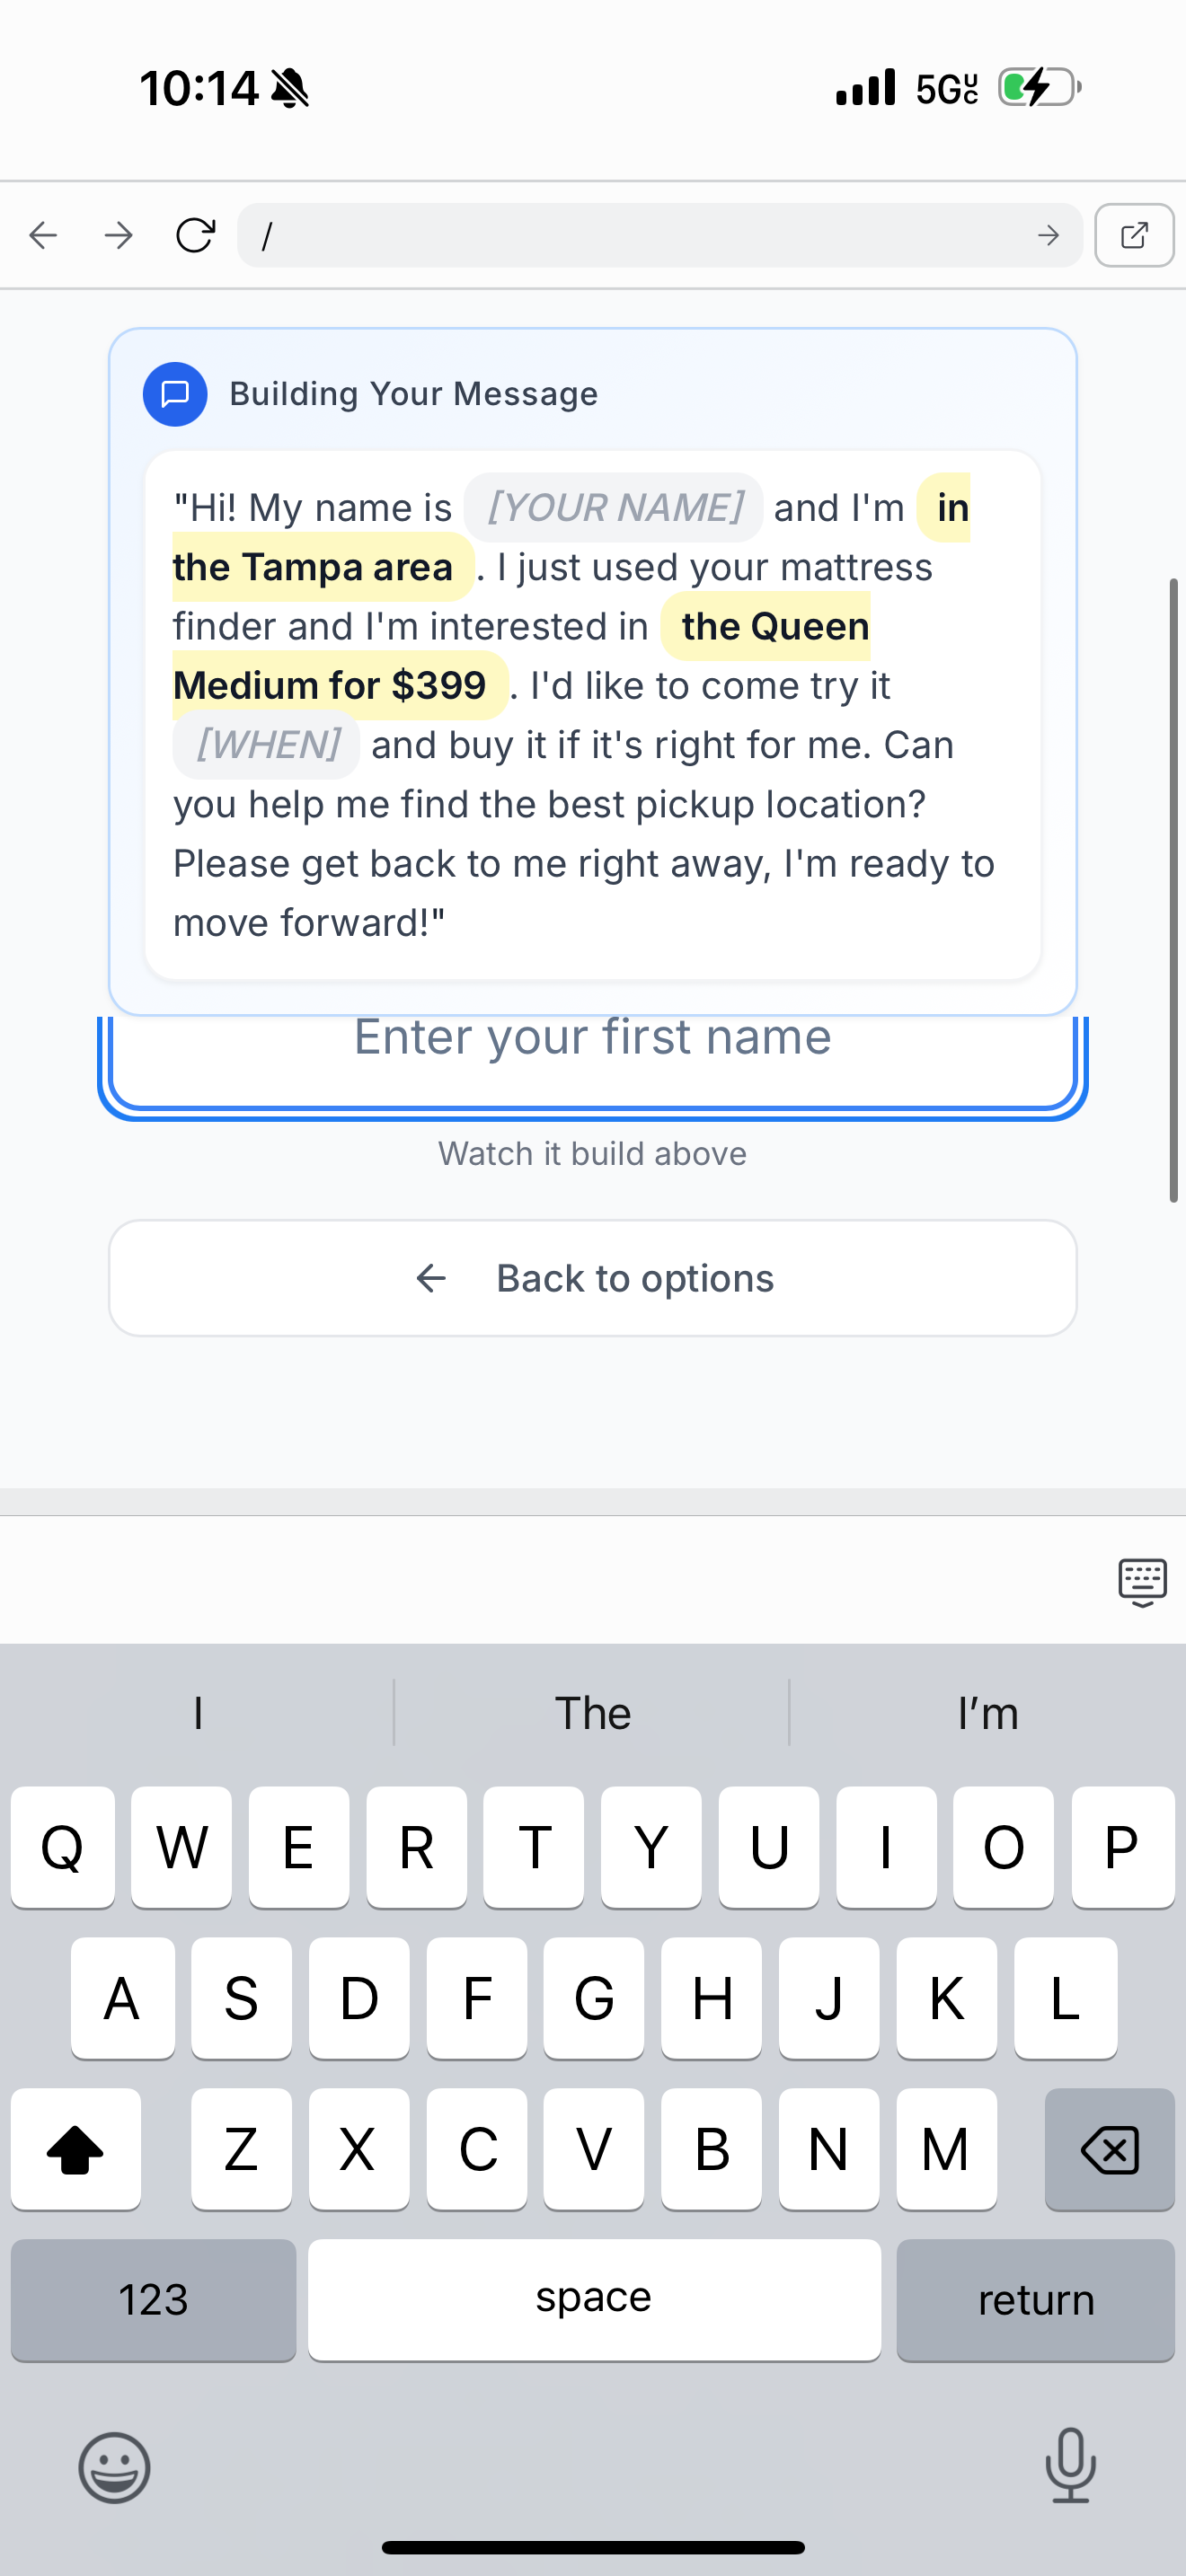 10:14
5G UC
/
Building Your Message
"Hi! My name is [YOUR NAME] and I'm in
the Tampa area . I just used your mattress
finder and I'm interested in the Queen
Medium for $399 . I'd like to come try it
[WHEN] and buy it if it's right for me. Can
you help me find the best pickup location?
Please get back to me right away, I'm ready to
move forward!"
Enter your first name
Watch it build above
← Back to options
I The I’m
Q W E R T Y U I O P
A S D F G H J K L
Z X C V B N M
123 space return